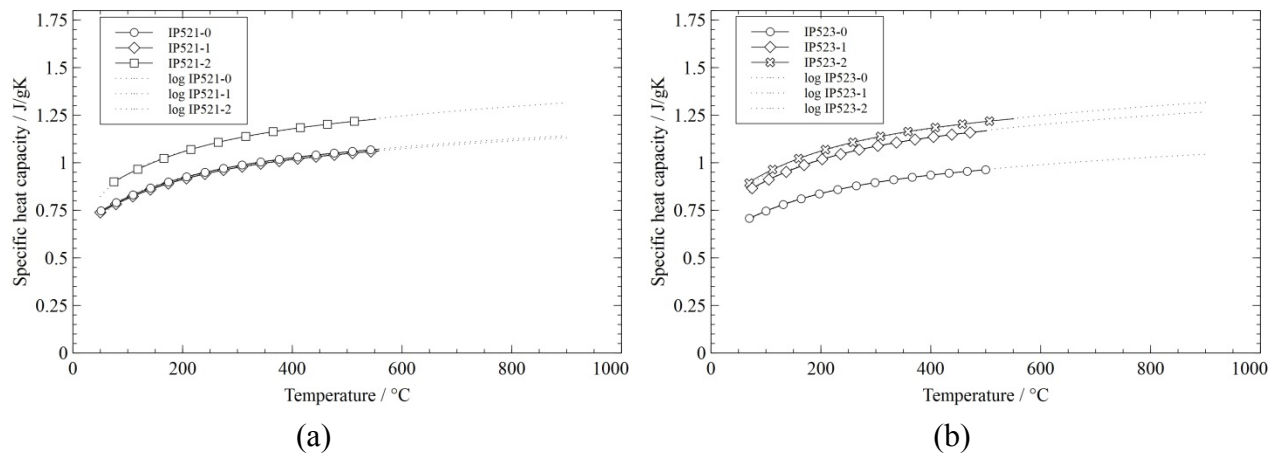 1.75
1.5
1.25
1
0.75
0.5
0.25
0
Specific heat capacity / J/gK
IP521-0
IP521-1
IP521-2
log IP521-0
log IP521-1
log IP521-2
0 200 400 600 800 1000
Temperature / °C
(a)
1.75
1.5
1.25
1
0.75
0.5
0.25
0
Specific heat capacity / J/gK
IP523-0
IP523-1
IP523-2
log IP523-0
log IP523-1
log IP523-2
0 200 400 600 800 1000
Temperature / °C
(b)